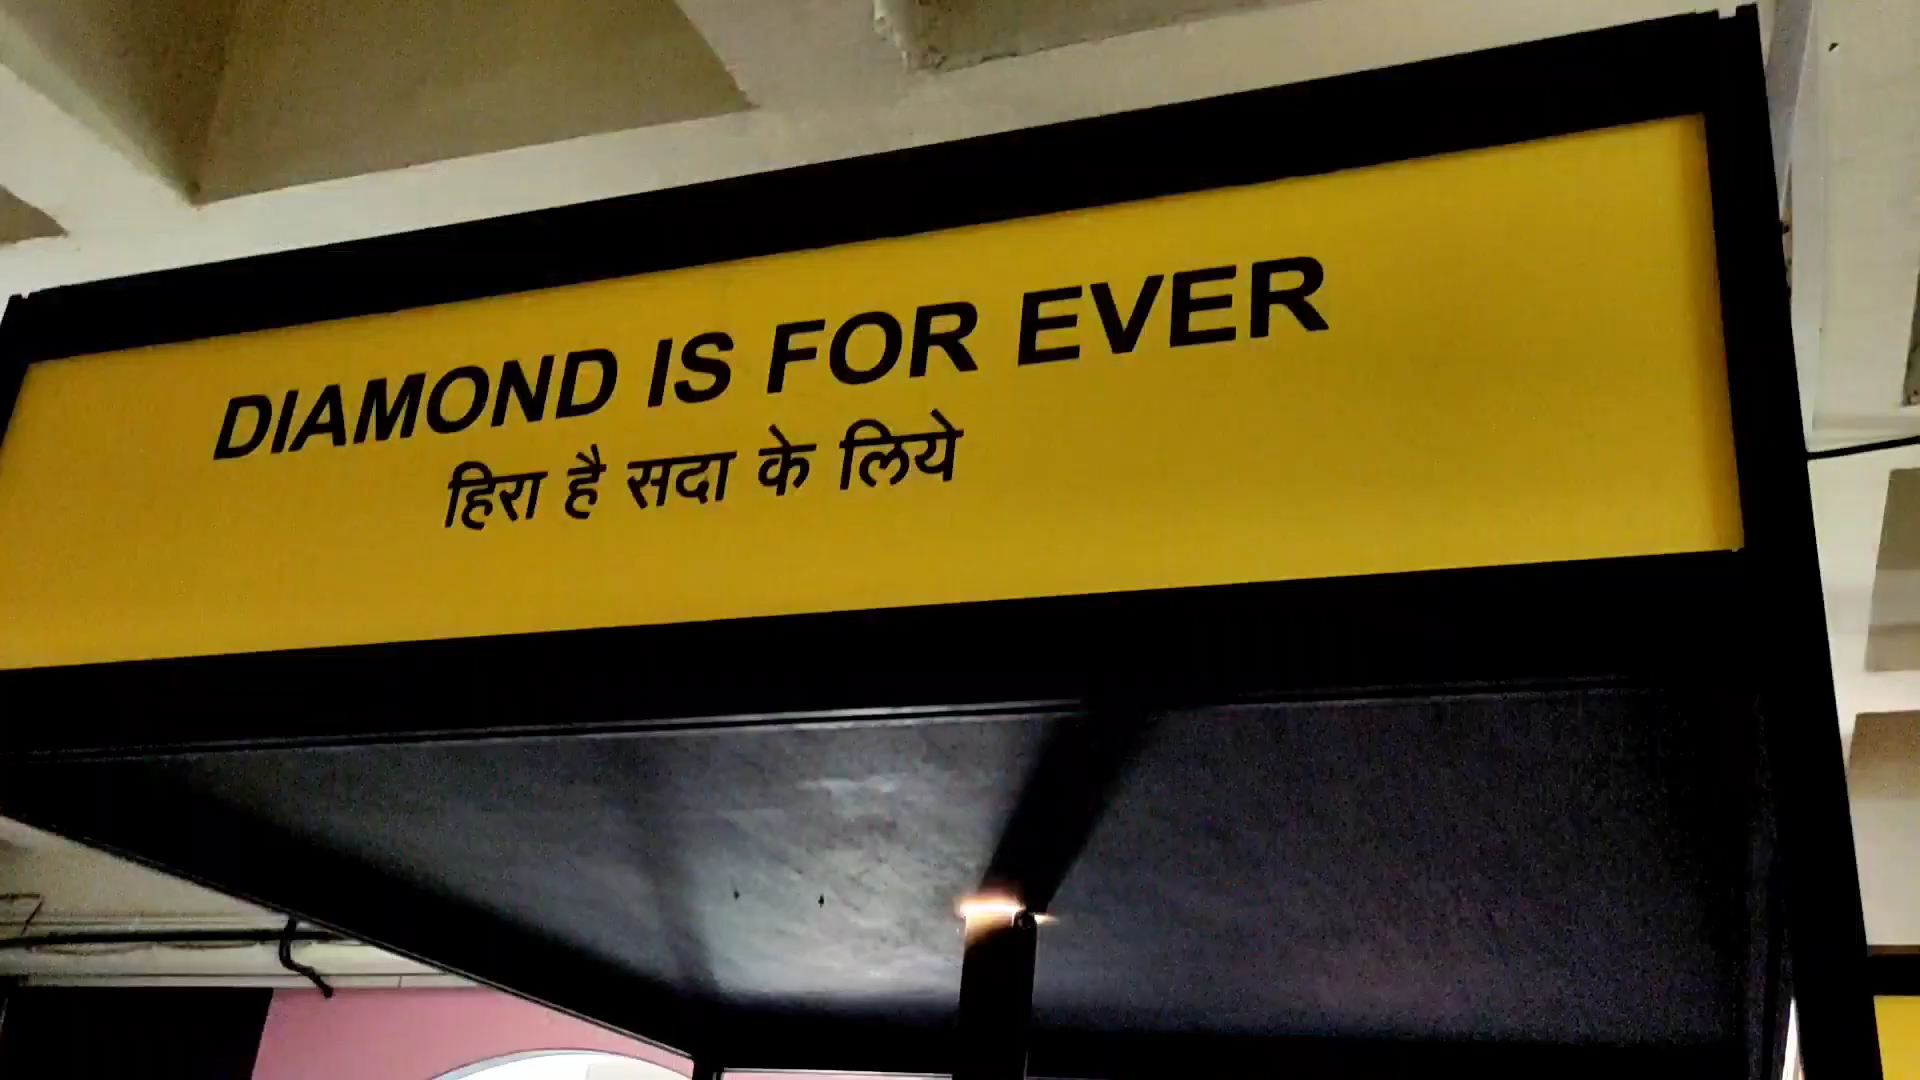 DIAMOND IS FOR EVER
हिरा है सदा के लिये